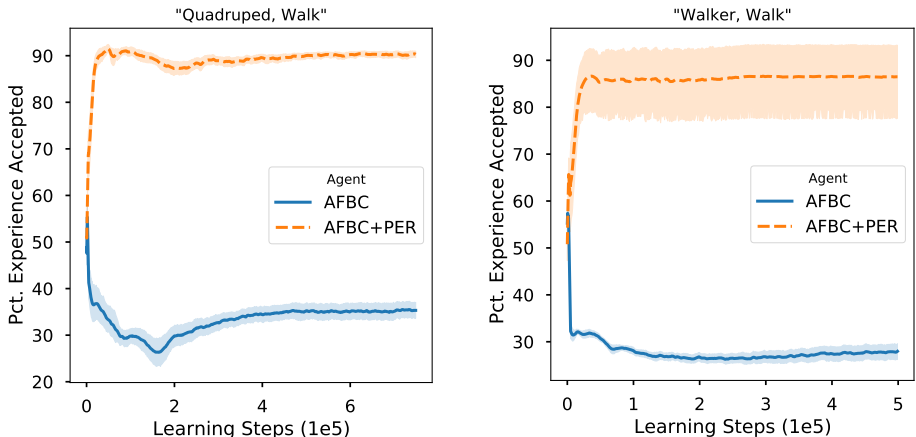 "Quadruped, Walk"
Pct. Experience Accepted
90
80
70
60
50
40
30
20
0
2
4
6
Learning Steps (1e5)
Agent
AFBC
AFBC+PER
"Walker, Walk"
Pct. Experience Accepted
90
80
70
60
50
40
30
0
1
2
3
4
5
Learning Steps (1e5)
Agent
AFBC
AFBC+PER